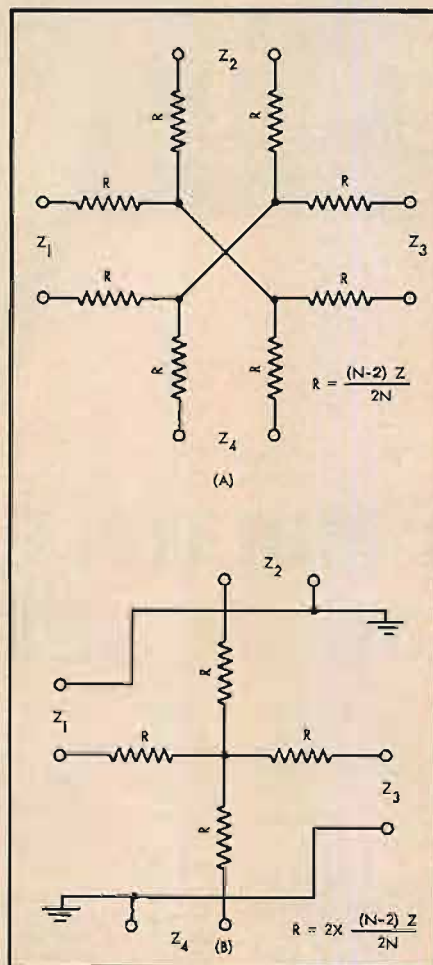 Z2
R R
R R
Z1 Z3
R R
R R
R = (N-2) Z / 2N
Z4
(A)
Z2
R
Z1
R R
Z3
R
Z4 (B) R = 2X (N-2) Z / 2N